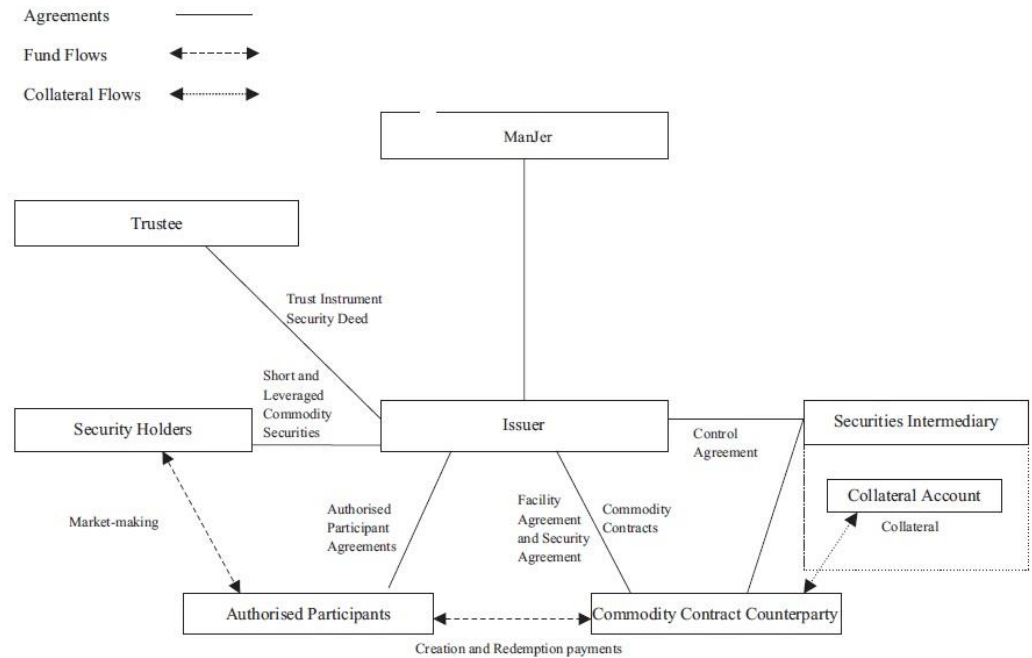 Agreements
Fund Flows
Collateral Flows
ManJer
Trustee
Trust Instrument
Security Deed
Short and
Leveraged
Commodity
Securities
Security Holders
Issuer
Control
Agreement
Securities Intermediary
Collateral Account
Collateral
Market-making
Authorised
Participant
Agreements
Facility
Agreement
and Security
Agreement
Commodity
Contracts
Authorised Participants
Commodity Contract Counterparty
Creation and Redemption payments